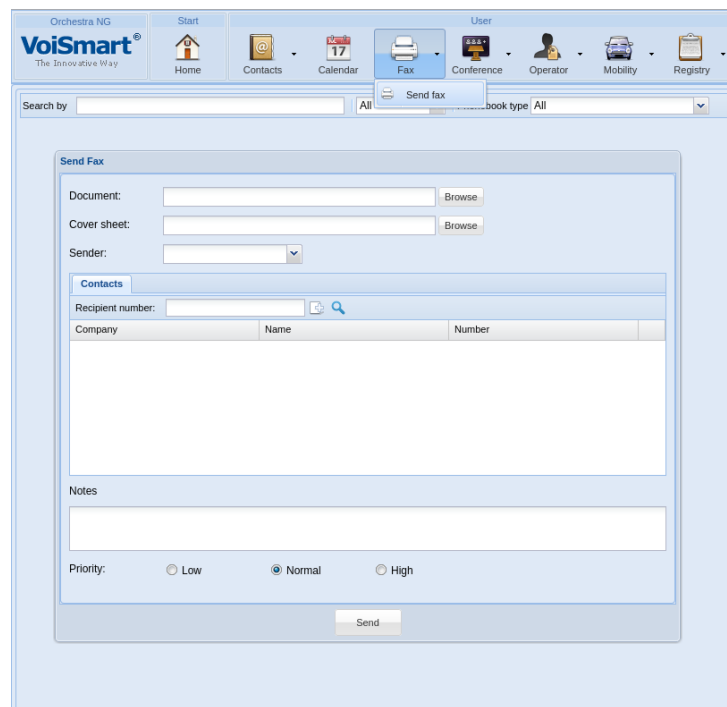 Orchestra NG Start User
VoiSmart®
The Innovative Way
17
Home Contacts Calendar Fax Conference Operator Mobility Registry
Send fax
Search by All book type All
Send Fax
Document: Browse
Cover sheet: Browse
Sender:
Contacts
Recipient number:
Company Name Number
Notes
Priority: Low Normal High
Send